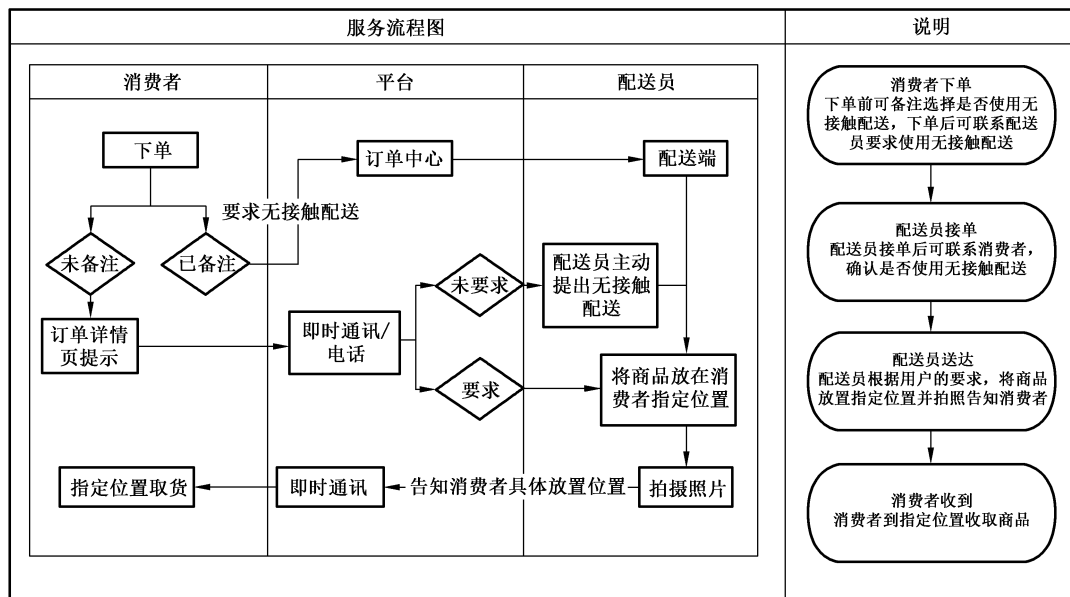 服务流程图
说明
消费者
平台
配送员
下单
订单中心
配送端
要求无接触配送
未备注
已备注
未要求
配送员主动
提出无接触
配送
订单详情
页提示
即时通讯/
电话
要求
将商品放在消
费者指定位置
指定位置取货
即时通讯
告知消费者具体放置位置
拍摄照片
消费者下单
下单前可备注选择是否使用无
接触配送，下单后可联系配送
员要求使用无接触配送
配送员接单
配送员接单后可联系消费者，
确认是否使用无接触配送
配送员送达
配送员根据用户的要求，将商品
放置指定位置并拍照告知消费者
消费者收到
消费者到指定位置收取商品